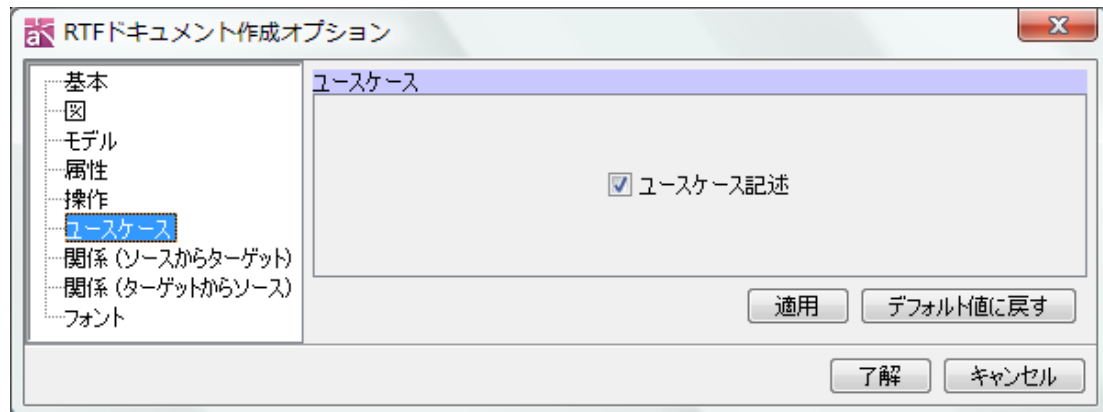 RTFドキュメント作成オプション
基本
図
モデル
属性
操作
ユースケース
関係 (ソースからターゲット)
関係 (ターゲットからソース)
フォント
ユースケース
ユースケース記述
適用
デフォルト値に戻す
了解
キャンセル